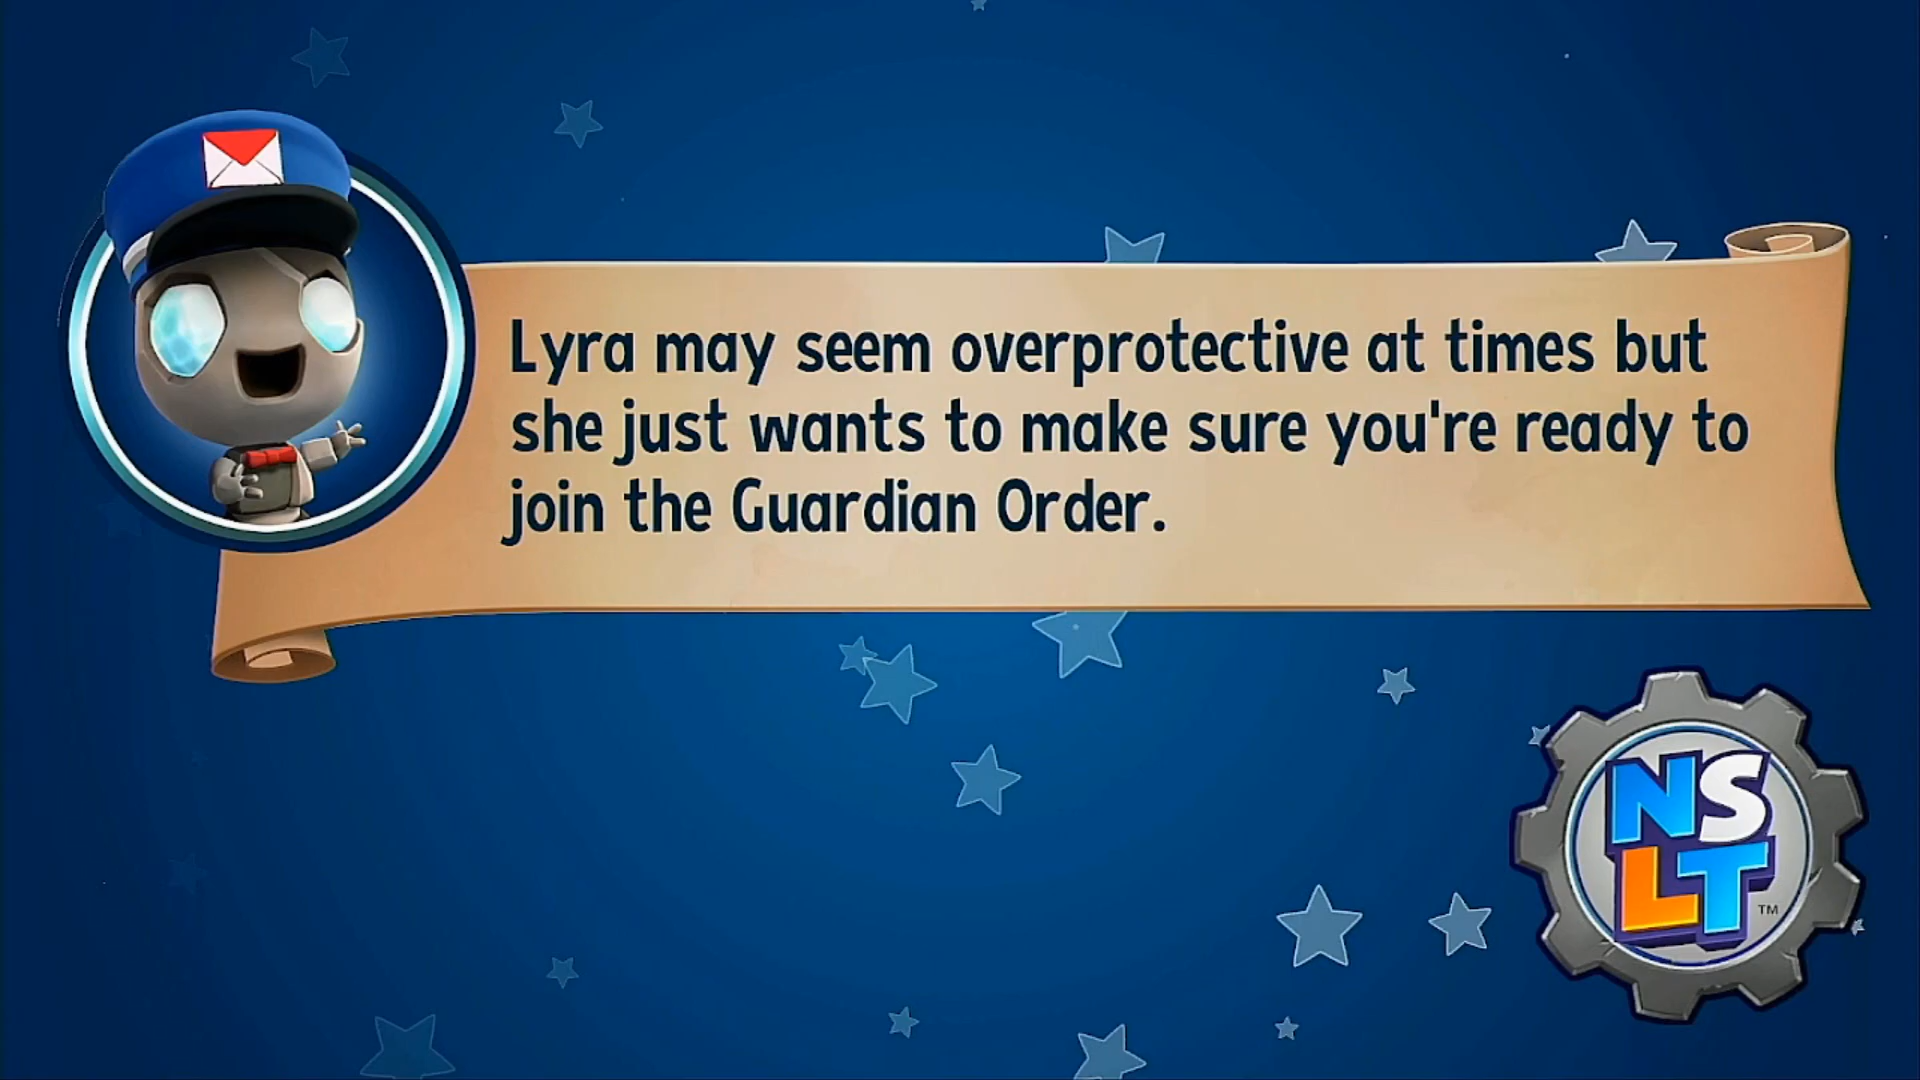 Lyra may seem overprotective at times but
she just wants to make sure you're ready to
join the Guardian Order.
NS
LT
TM